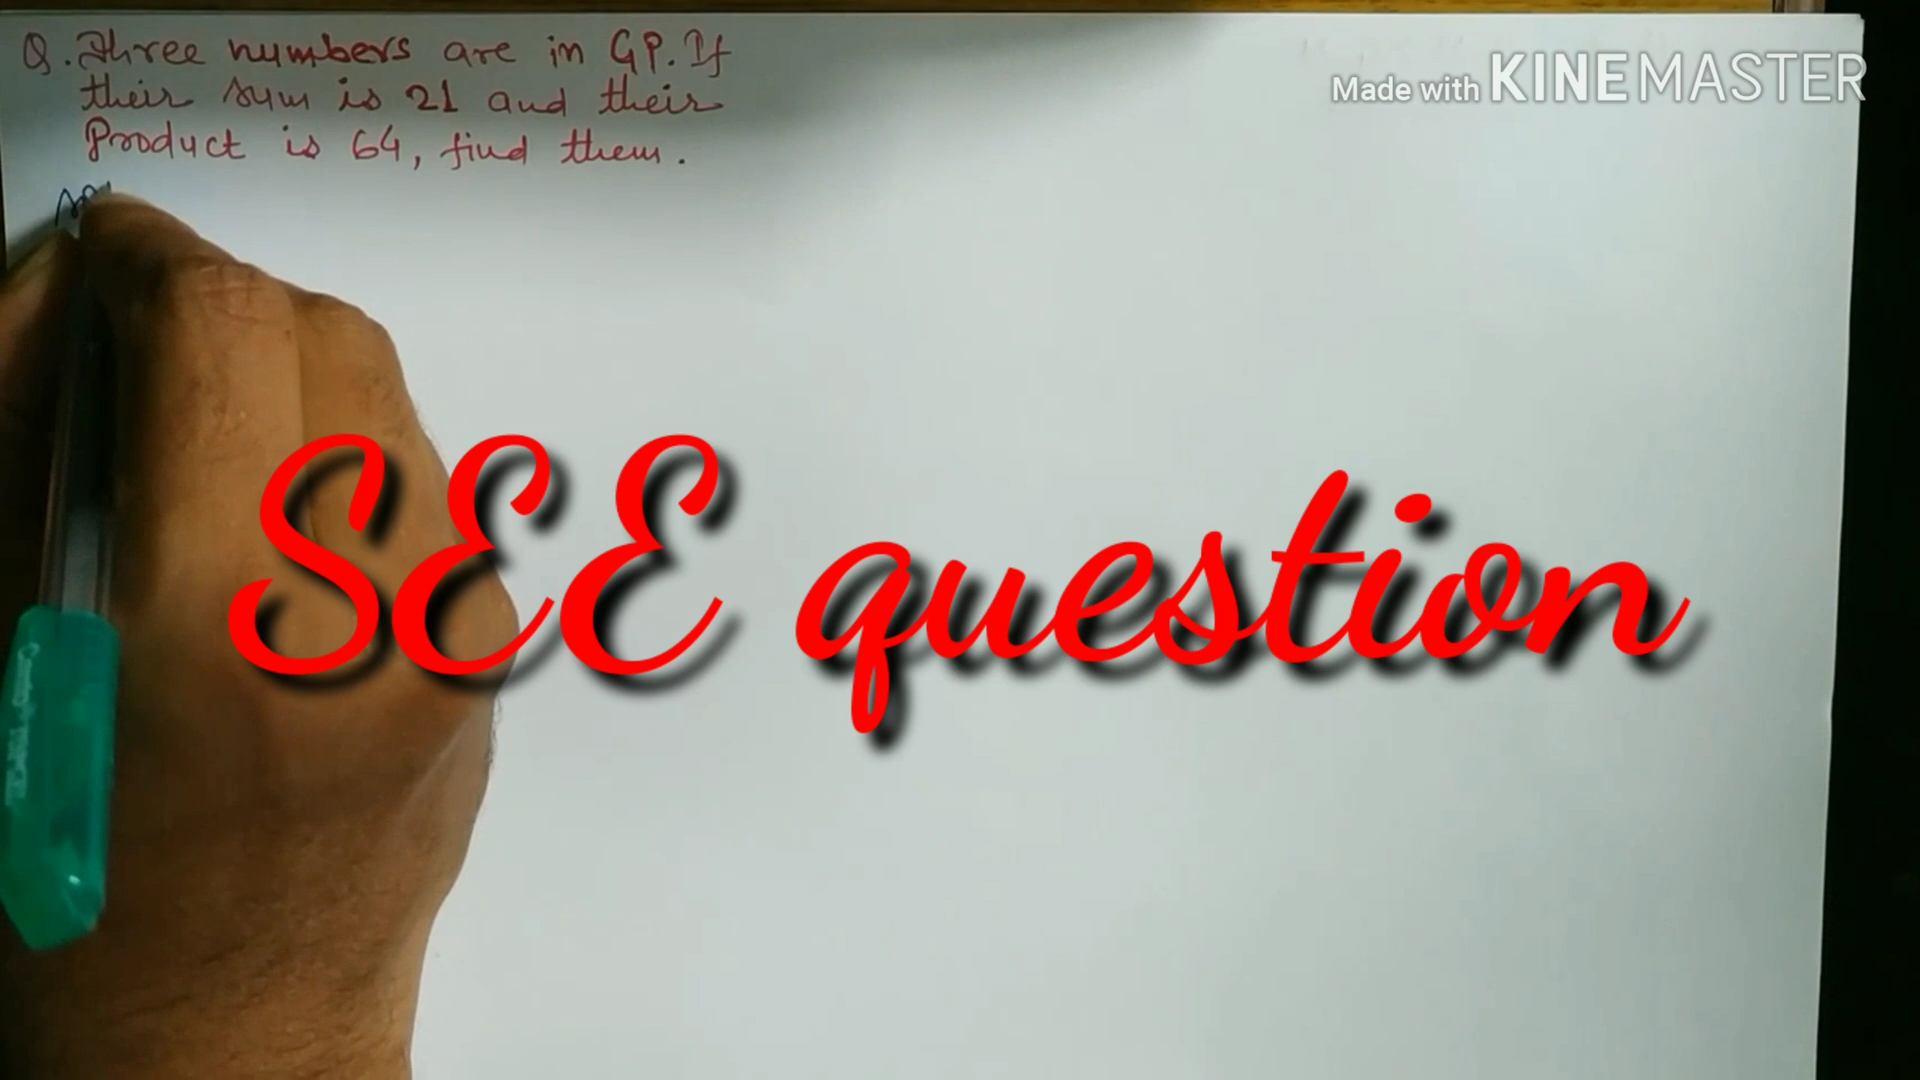 Q. Three numbers are in GP. If
their sum is 21 and their
Product is 64, find them.
Made with KINEMASTER
SEE question